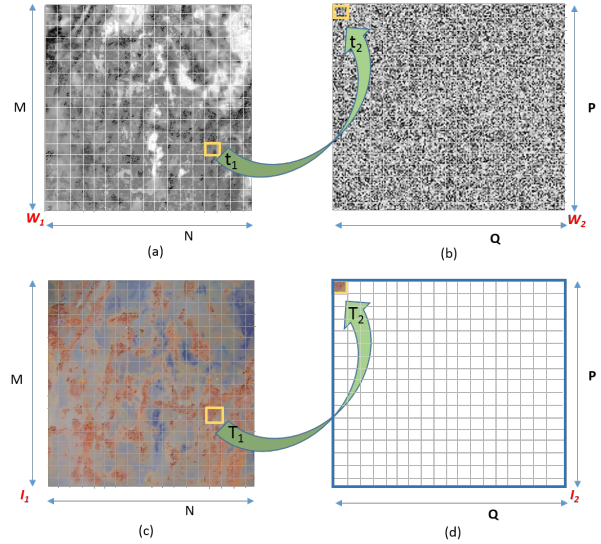 t₂
M
P
t₁
W₁
W₂
N
Q
(a)
(b)
T₂
M
P
T₁
I₁
I₂
N
Q
(c)
(d)